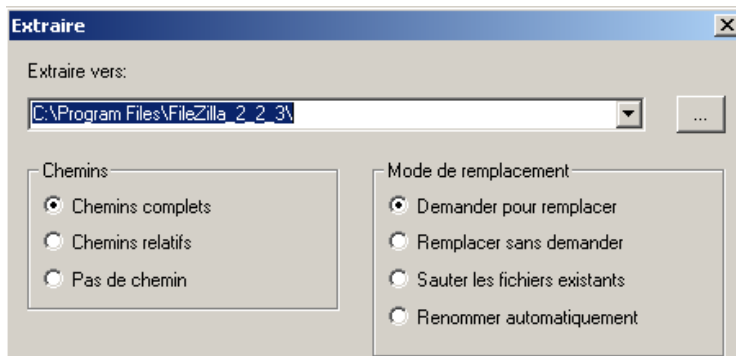 Extraire
Extraire vers:
C:\Program Files\FileZilla_2_2_3\
...
Chemins
Chemins complets
Chemins relatifs
Pas de chemin
Mode de remplacement
Demander pour remplacer
Remplacer sans demander
Sauter les fichiers existants
Renommer automatiquement